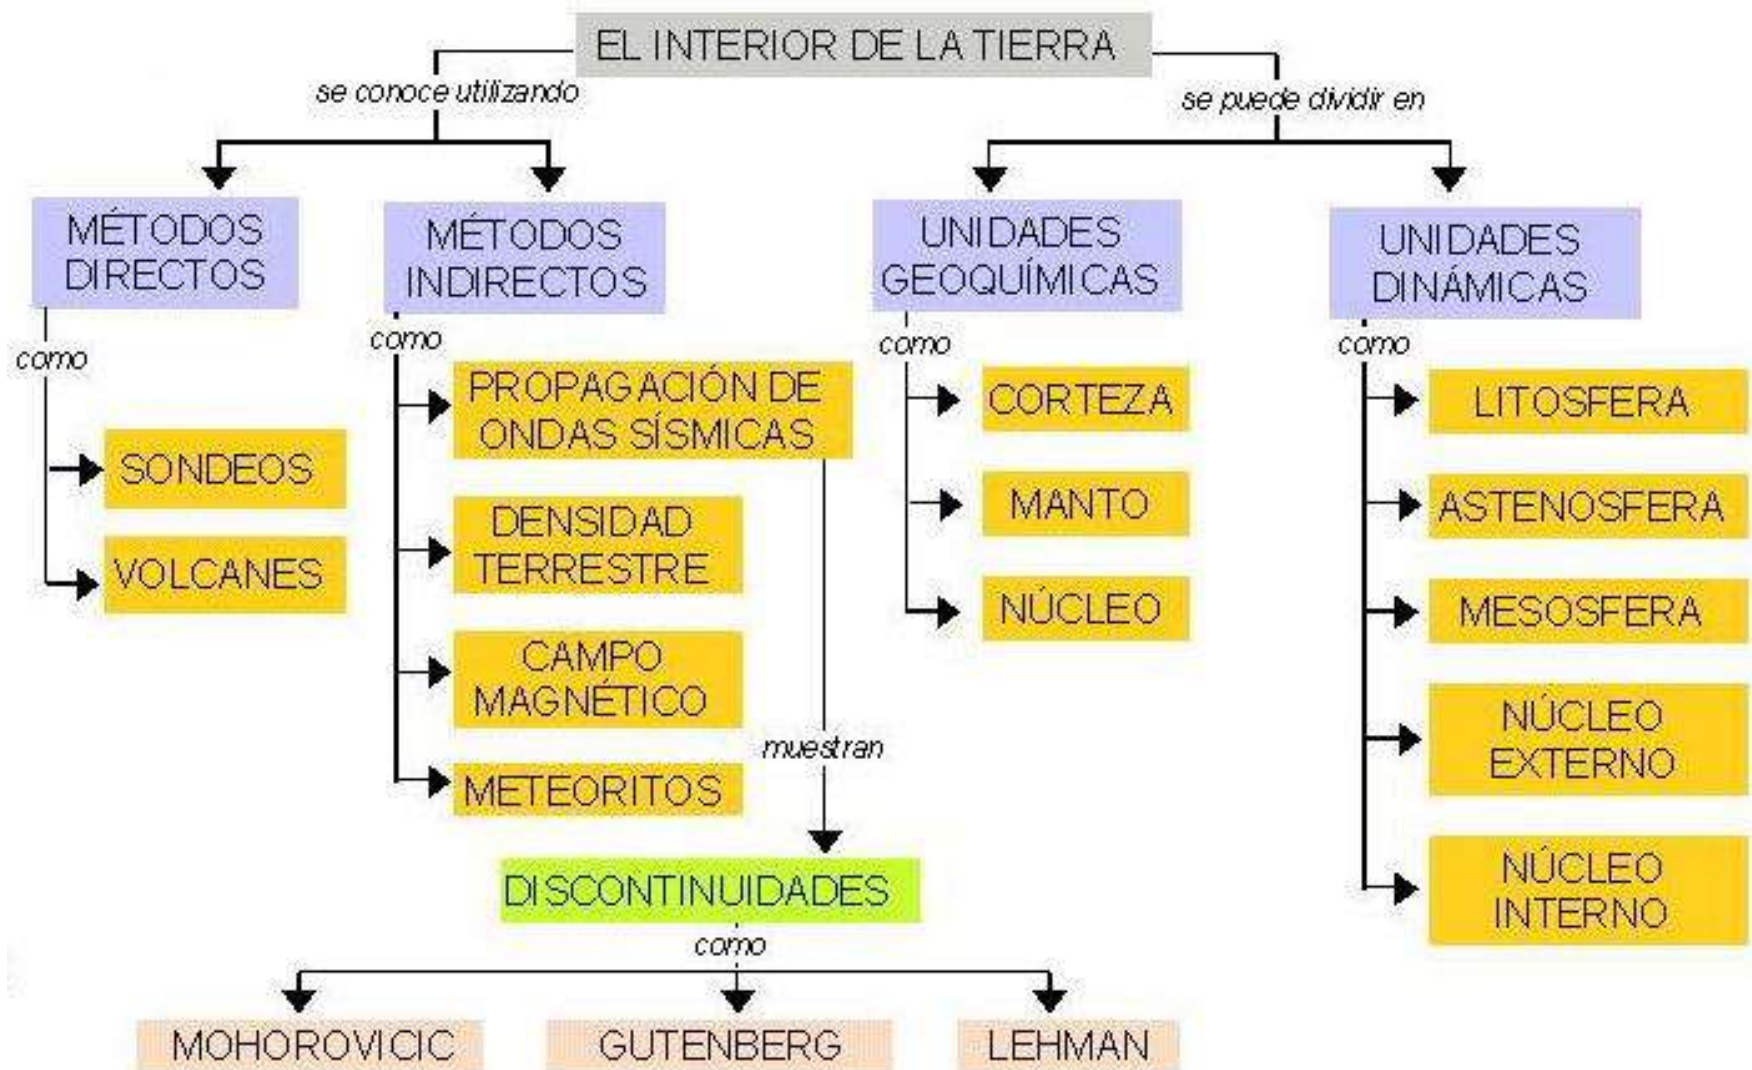 EL INTERIOR DE LA TIERRA
se conoce utilizando
se puede dividir en
MÉTODOS
DIRECTOS
MÉTODOS
INDIRECTOS
UNIDADES
GEOQUÍMICAS
UNIDADES
DINÁMICAS
como
como
como
como
SONDEOS
VOLCANES
PROPAGACIÓN DE
ONDAS SÍSMICAS
DENSIDAD
TERRESTRE
CAMPO
MAGNÉTICO
METEORITOS
CORTEZA
MANTO
NÚCLEO
LITOSFERA
ASTENOSFERA
MESOSFERA
NÚCLEO
EXTERNO
NÚCLEO
INTERNO
muestran
DISCONTINUIDADES
como
MOHOROVICIC
GUTENBERG
LEHMAN